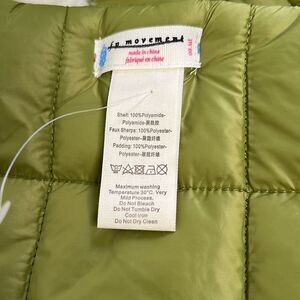 fp movement
made in china
fabriqué en chine
Shell: 100%Polyamide-
Polyamide-聚酰胺
Faux Sherpa: 100%Polyester-
Polyester-聚酯纤维
Padding: 100%Polyester-
Polyester-聚酯纤维
Maximum washing
Temperature 30°C. Very
Mild Process.
Do Not Bleach
Do Not Tumble Dry
Cool Iron
Do Not Dry Clean